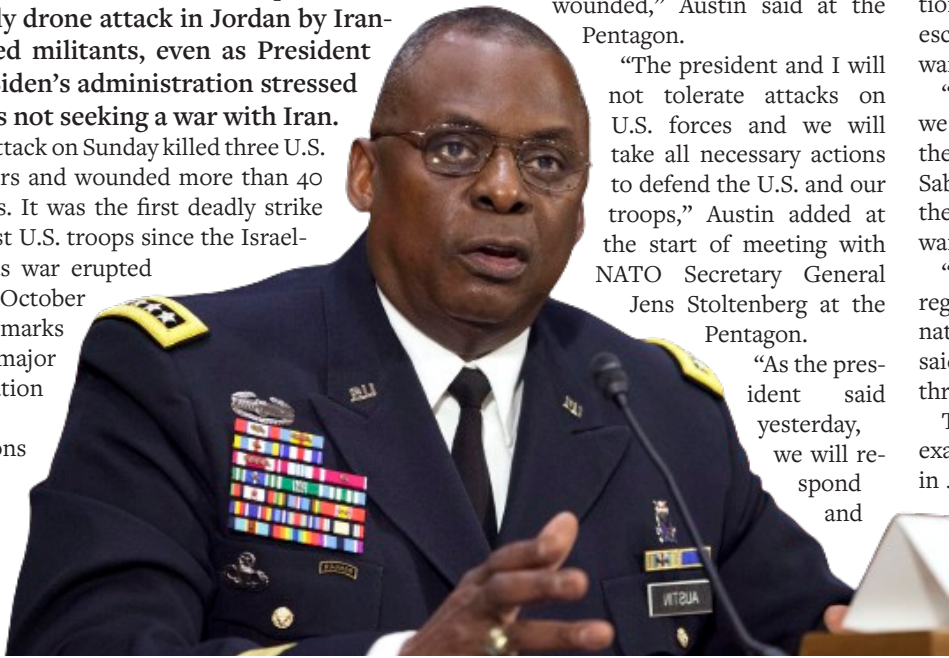 ly drone attack in Jordan by Iran-
ed militants, even as President
Biden’s administration stressed
s not seeking a war with Iran.
ttack on Sunday killed three U.S.
rs and wounded more than 40
s. It was the first deadly strike
st U.S. troops since the Israel-
s war erupted
October
marks
major
tion
ns
wounded,” Austin said at the
Pentagon.
“The president and I will
not tolerate attacks on
U.S. forces and we will
take all necessary actions
to defend the U.S. and our
troops,” Austin added at
the start of meeting with
NATO Secretary General
Jens Stoltenberg at the
Pentagon.
“As the pres-
ident said
yesterday,
we will re-
spond
and
tion
esc
wa
“
we
the
Sab
the
wa
“
reg
nat
said
thr
T
exa
in
RANGER
AUSTIN